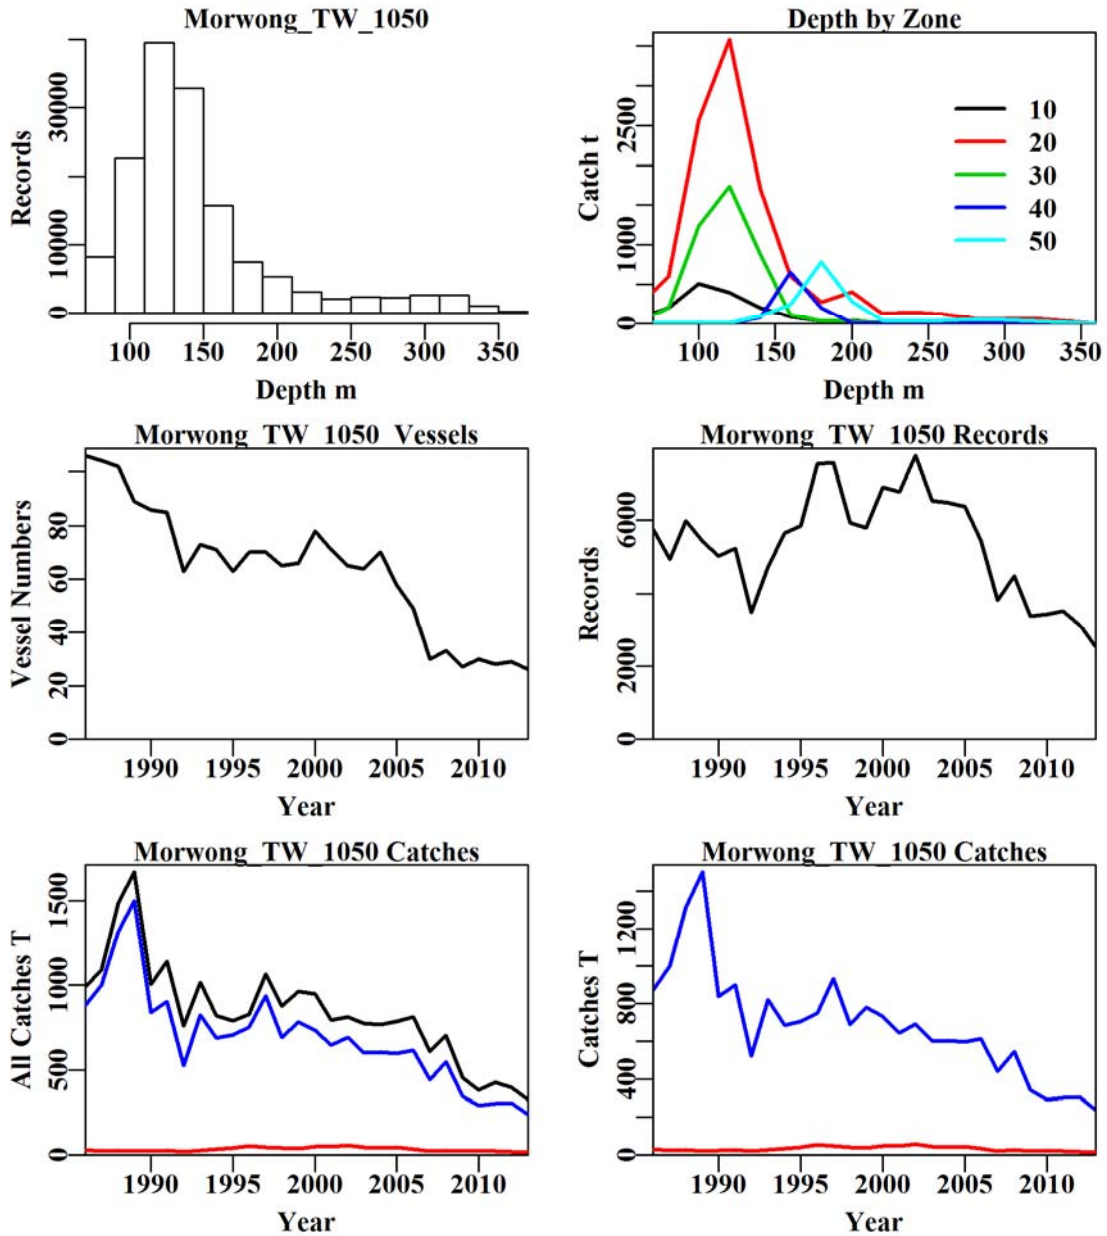 Morwong_TW_1050
Records
0 10000 30000
100 150 200 250 300 350
Depth m
Depth by Zone
Catch t
0 1000 2500
10
20
30
40
50
100 150 200 250 300 350
Depth m
Morwong_TW_1050_Vessels
Vessel Numbers
0 20 40 60 80
1990 1995 2000 2005 2010
Year
Morwong_TW_1050 Records
Records
0 2000 6000
1990 1995 2000 2005 2010
Year
Morwong_TW_1050 Catches
All Catches T
0 500 1000 1500
1990 1995 2000 2005 2010
Year
Morwong_TW_1050 Catches
Catches T
0 400 800 1200
1990 1995 2000 2005 2010
Year